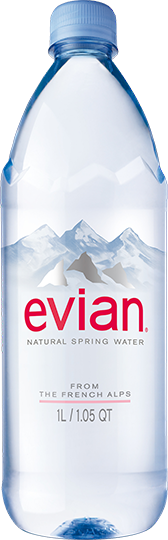 evian®
NATURAL SPRING WATER
FROM
THE FRENCH ALPS
1L / 1.05 QT